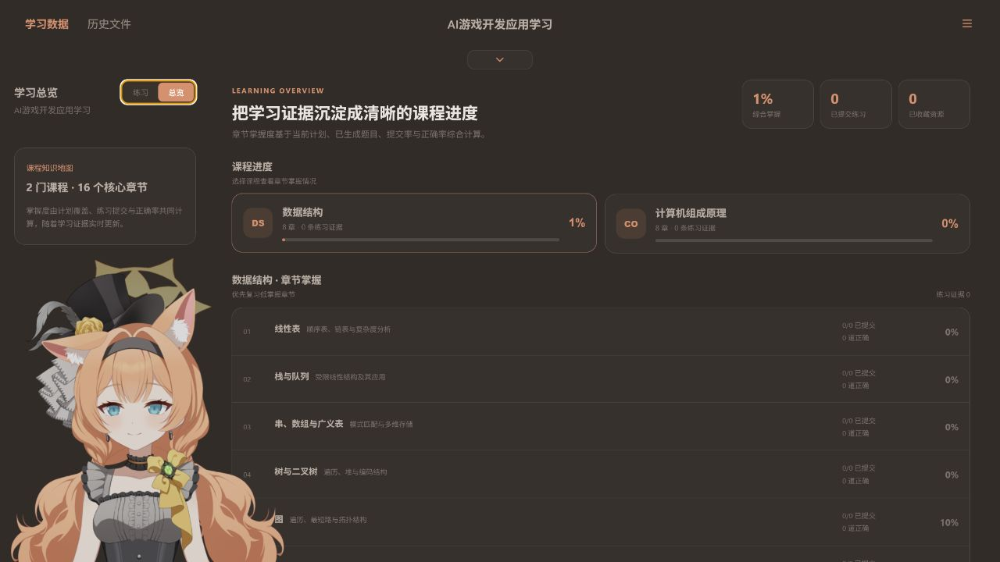 学习数据
历史文件
AI游戏开发应用学习
学习总览
练习
总览
AI游戏开发应用学习
课程知识地图
2 门课程 · 16 个核心章节
掌握度由计划覆盖、练习提交与正确率共同计
算，随着学习证据实时更新。
LEARNING OVERVIEW
把学习证据沉淀成清晰的课程进度
章节掌握度基于当前计划、已生成题目、提交率与正确率综合计算。
1%
综合掌握
0
已提交练习
0
已收藏资源
课程进度
选择课程查看章节掌握情况
DS
数据结构
8 章 · 0 条练习证据
1%
CO
计算机组成原理
8 章 · 0 条练习证据
0%
数据结构 · 章节掌握
优先复习低掌握章节
练习证据 0
01
线性表 顺序表、链表与复杂度分析
0/0 已提交
0 道正确
0%
02
栈与队列 受限线性结构及其应用
0/0 已提交
0 道正确
0%
03
串、数组与广义表 模式匹配与多维存储
0/0 已提交
0 道正确
0%
04
树与二叉树 遍历、堆与编码结构
0/0 已提交
0 道正确
0%
图 遍历、最短路与拓扑结构
0/0 已提交
0 道正确
10%